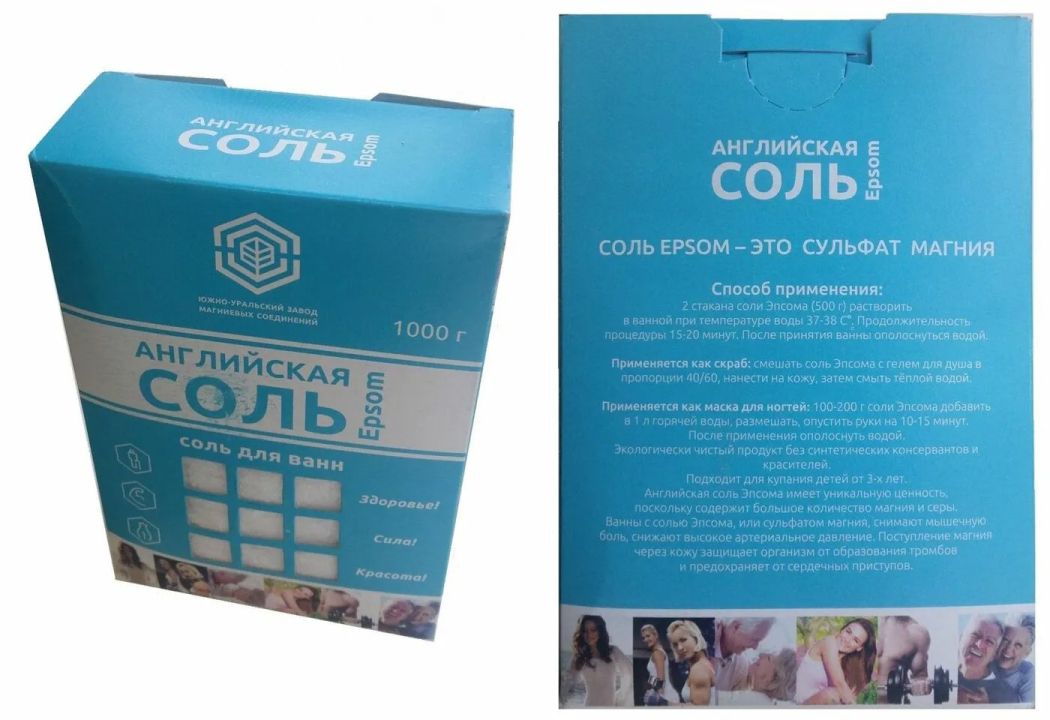 АНГЛИЙСКАЯ
СОЛЬ
Epsom
ЮЖНО-УРАЛЬСКИЙ ЗАВОД
МАГНИЕВЫХ СОЕДИНЕНИЙ
1000 г
АНГЛИЙСКАЯ
СОЛЬ
Epsom
соль для ванн
Здоровье!
Сила!
Красота!
АНГЛИЙСКАЯ
СОЛЬ
Epsom
СОЛЬ EPSOM – ЭТО СУЛЬФАТ МАГНИЯ
Способ применения:
2 стакана соли Эпсома (500 г) растворить
в ванной при температуре воды 37-38 С°. Продолжительность
процедуры 15-20 минут. После принятия ванны ополоснуться водой.
Применяется как скраб: смешать соль Эпсома с гелем для душа в
пропорции 40/60, нанести на кожу, затем смыть тёплой водой.
Применяется как маска для ногтей: 100-200 г соли Эпсома добавить
в 1 л горячей воды, размешать, опустить руки на 10-15 минут.
После применения ополоснуть водой.
Экологически чистый продукт без синтетических консервантов и
красителей.
Подходит для купания детей от 3-х лет.
Английская соль Эпсома имеет уникальную ценность,
поскольку содержит большое количество магния и серы.
Ванны с солью Эпсома, или сульфатом магния, снимают мышечную
боль, снижают высокое артериальное давление. Поступление магния
через кожу защищает организм от образования тромбов
и предохраняет от сердечных приступов.